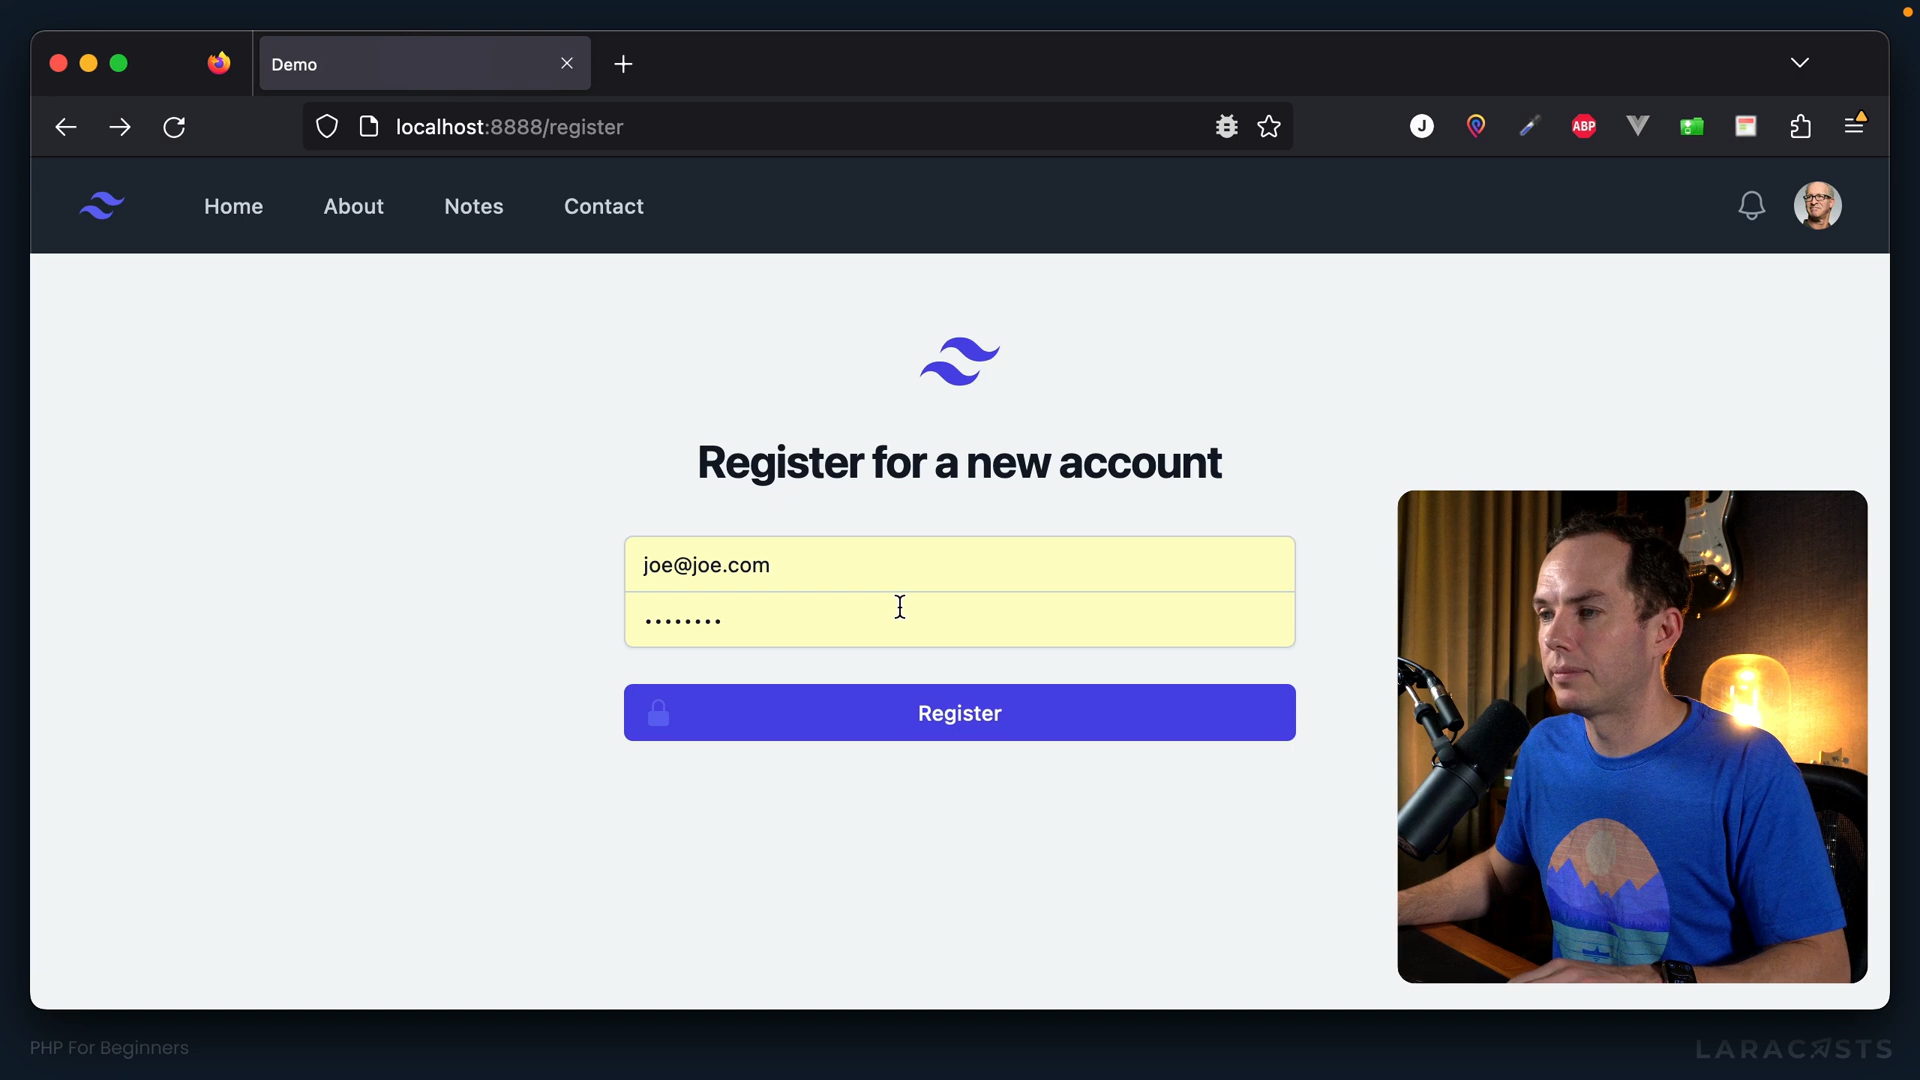 Demo
localhost:8888/register
J
ABP
Home
About
Notes
Contact
Register for a new account
joe@joe.com
••••••••
Register
PHP For Beginners
LARACASTS